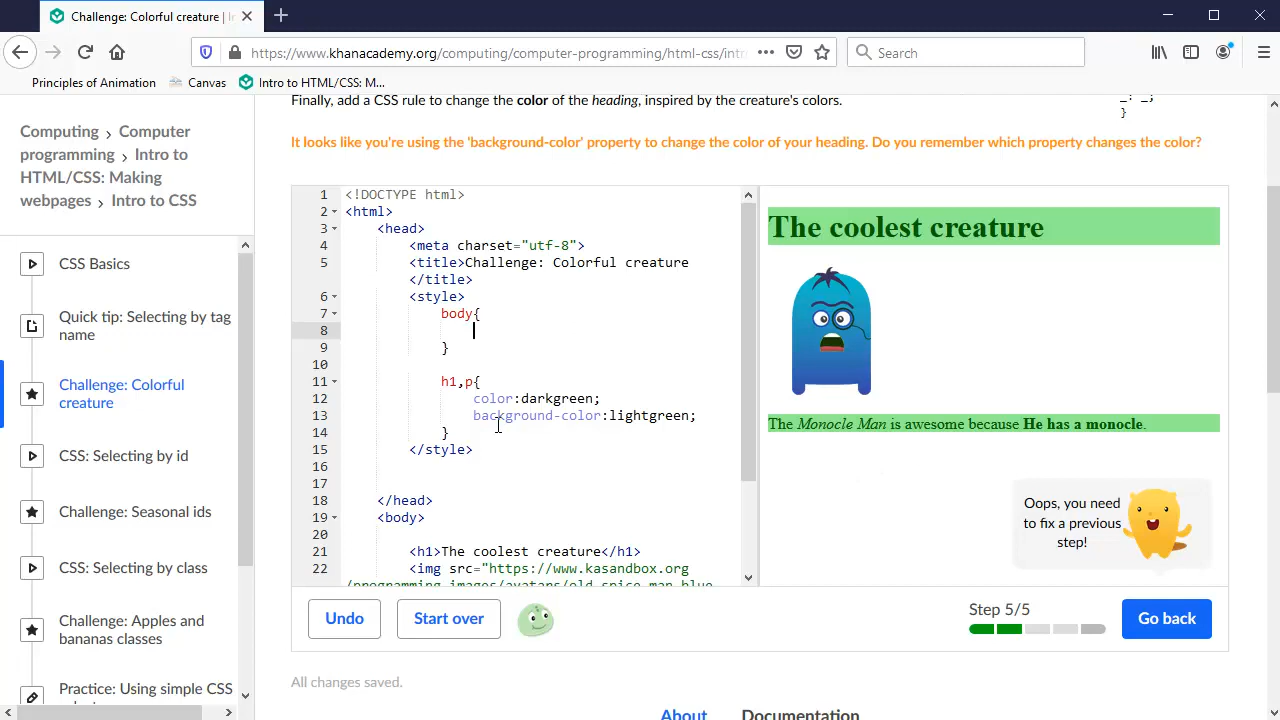 Challenge: Colorful creature | I
https://www.khanacademy.org/computing/computer-programming/html-css/intr
Search
Principles of Animation
Canvas
Intro to HTML/CSS: M...
Computing > Computer
programming > Intro to
HTML/CSS: Making
webpages > Intro to CSS
CSS Basics
Quick tip: Selecting by tag
name
Challenge: Colorful
creature
CSS: Selecting by id
Challenge: Seasonal ids
CSS: Selecting by class
Challenge: Apples and
bananas classes
Practice: Using simple CSS
Finally, add a CSS rule to change the color of the heading, inspired by the creature's colors.
}
It looks like you're using the 'background-color' property to change the color of your heading. Do you remember which property changes the color?
1 <!DOCTYPE html>
2 <html>
3 <head>
4 <meta charset="utf-8">
5 <title>Challenge: Colorful creature
</title>
6 <style>
7 body{
8
9 }
10
11 h1,p{
12 color:darkgreen;
13 background-color:lightgreen;
14 }
15 </style>
16
17
18 </head>
19 <body>
20
21 <h1>The coolest creature</h1>
22 <img src="https://www.kasandbox.org
/programming-images/avatars/old-spice-man-blue
The coolest creature
The Monocle Man is awesome because He has a monocle.
Oops, you need
to fix a previous
step!
Undo
Start over
Step 5/5
Go back
All changes saved.
About
Documentation